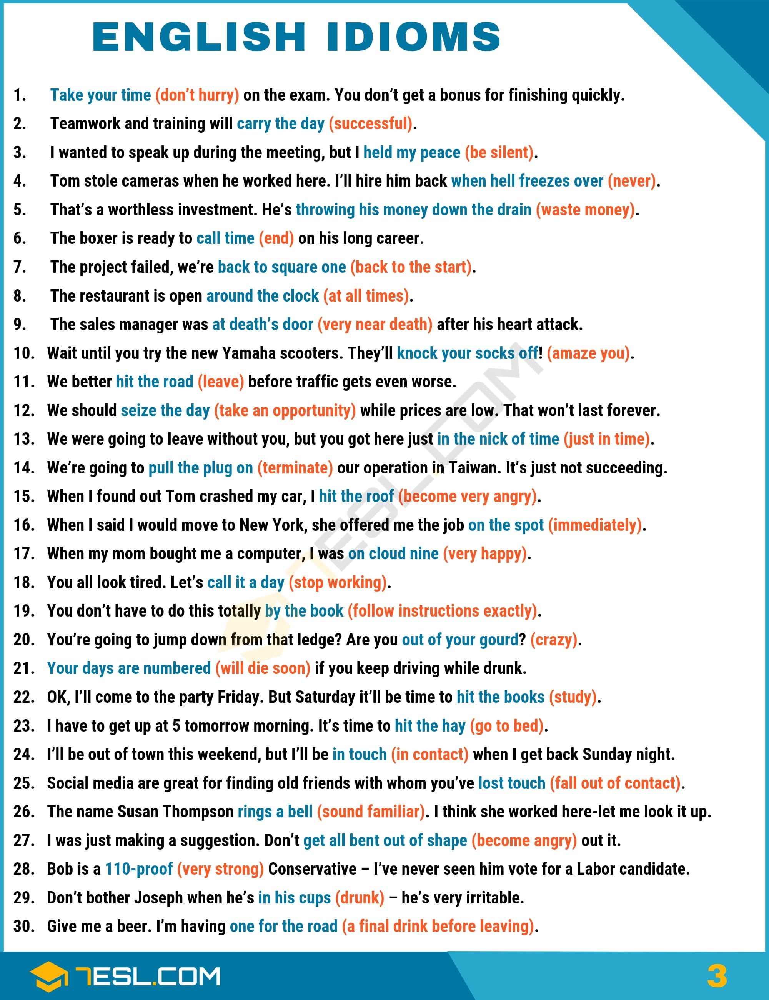 ENGLISH IDIOMS
1. Take your time (don’t hurry) on the exam. You don’t get a bonus for finishing quickly.
2. Teamwork and training will carry the day (successful).
3. I wanted to speak up during the meeting, but I held my peace (be silent).
4. Tom stole cameras when he worked here. I’ll hire him back when hell freezes over (never).
5. That’s a worthless investment. He’s throwing his money down the drain (waste money).
6. The boxer is ready to call time (end) on his long career.
7. The project failed, we’re back to square one (back to the start).
8. The restaurant is open around the clock (at all times).
9. The sales manager was at death’s door (very near death) after his heart attack.
10. Wait until you try the new Yamaha scooters. They’ll knock your socks off! (amaze you).
11. We better hit the road (leave) before traffic gets even worse.
12. We should seize the day (take an opportunity) while prices are low. That won’t last forever.
13. We were going to leave without you, but you got here just in the nick of time (just in time).
14. We’re going to pull the plug on (terminate) our operation in Taiwan. It’s just not succeeding.
15. When I found out Tom crashed my car, I hit the roof (become very angry).
16. When I said I would move to New York, she offered me the job on the spot (immediately).
17. When my mom bought me a computer, I was on cloud nine (very happy).
18. You all look tired. Let’s call it a day (stop working).
19. You don’t have to do this totally by the book (follow instructions exactly).
20. You’re going to jump down from that ledge? Are you out of your gourd? (crazy).
21. Your days are numbered (will die soon) if you keep driving while drunk.
22. OK, I’ll come to the party Friday. But Saturday it’ll be time to hit the books (study).
23. I have to get up at 5 tomorrow morning. It’s time to hit the hay (go to bed).
24. I’ll be out of town this weekend, but I’ll be in touch (in contact) when I get back Sunday night.
25. Social media are great for finding old friends with whom you’ve lost touch (fall out of contact).
26. The name Susan Thompson rings a bell (sound familiar). I think she worked here-let me look it up.
27. I was just making a suggestion. Don’t get all bent out of shape (become angry) out it.
28. Bob is a 110-proof (very strong) Conservative – I’ve never seen him vote for a Labor candidate.
29. Don’t bother Joseph when he’s in his cups (drunk) – he’s very irritable.
30. Give me a beer. I’m having one for the road (a final drink before leaving).
7ESL.COM
7ESL.COM
3